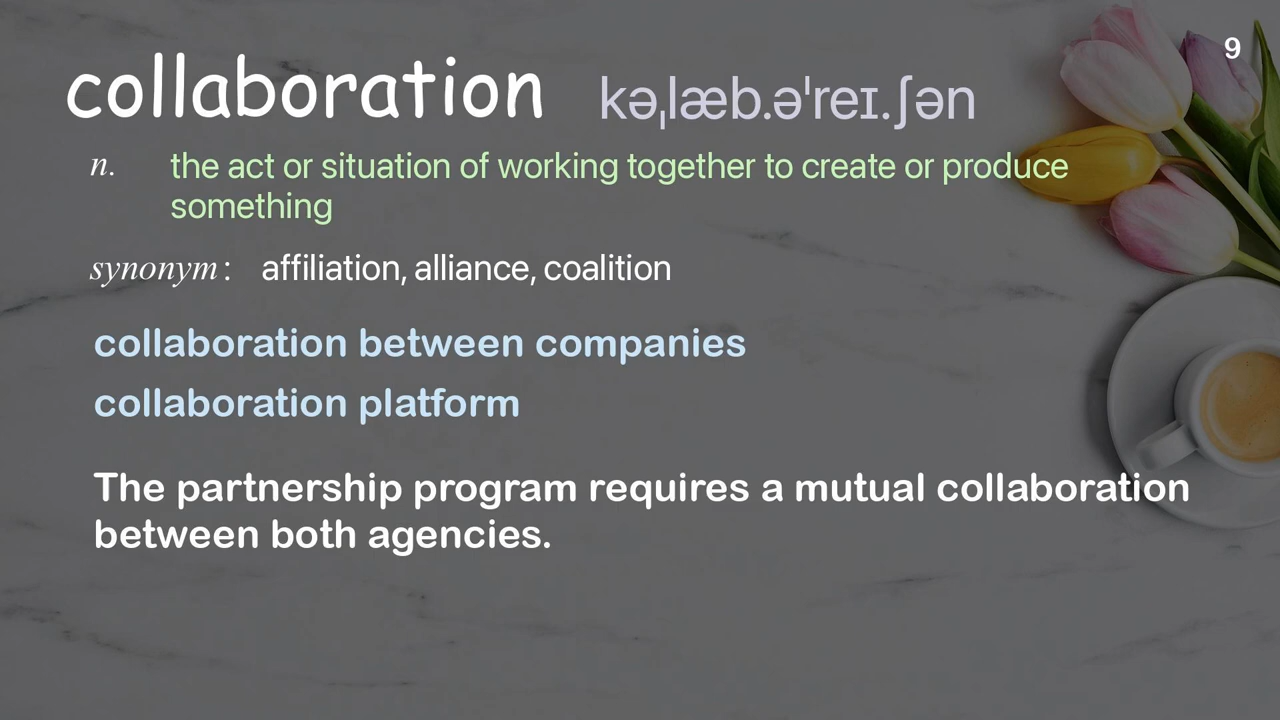 9
collaboration kəˌlæb.əˈreɪ.ʃən
n. the act or situation of working together to create or produce
something
synonym : affiliation, alliance, coalition
collaboration between companies
collaboration platform
The partnership program requires a mutual collaboration
between both agencies.